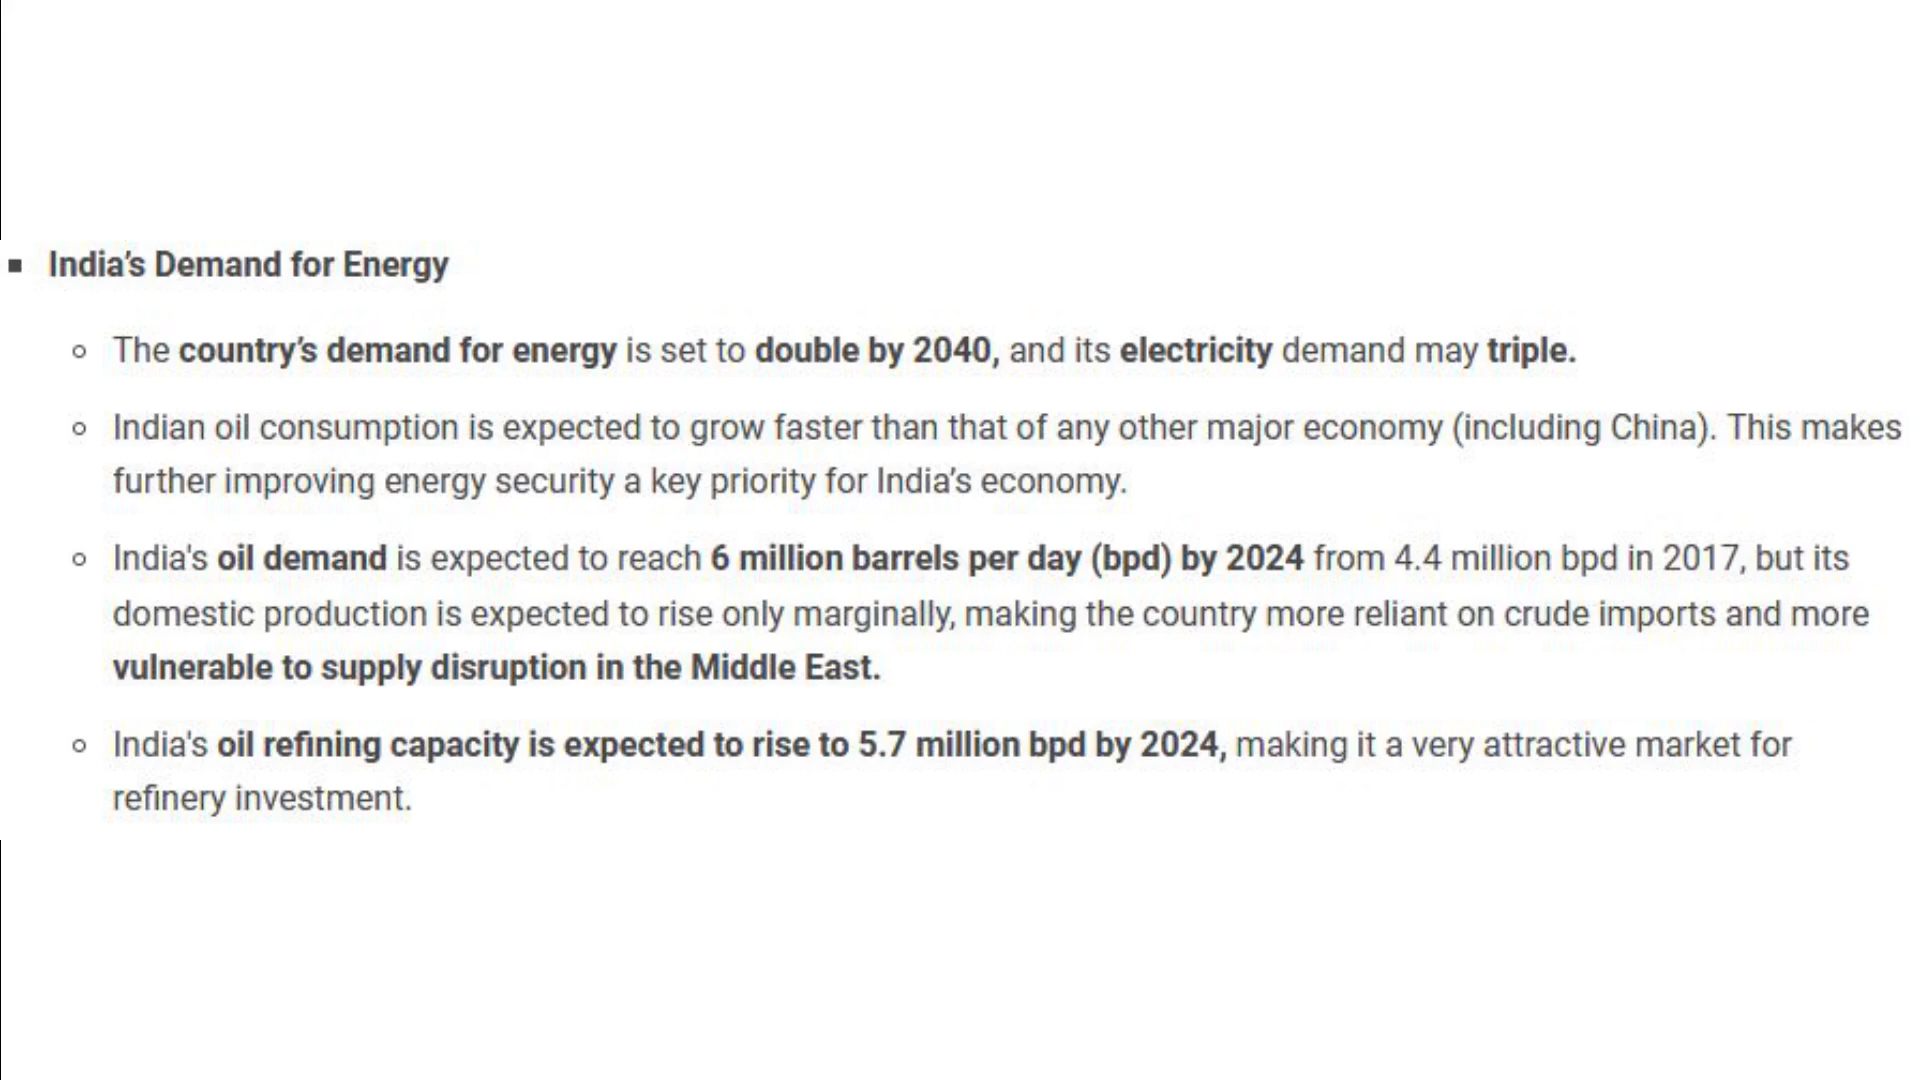 ▪ India’s Demand for Energy
○ The country’s demand for energy is set to double by 2040, and its electricity demand may triple.
○ Indian oil consumption is expected to grow faster than that of any other major economy (including China). This makes
further improving energy security a key priority for India’s economy.
○ India's oil demand is expected to reach 6 million barrels per day (bpd) by 2024 from 4.4 million bpd in 2017, but its
domestic production is expected to rise only marginally, making the country more reliant on crude imports and more
vulnerable to supply disruption in the Middle East.
○ India's oil refining capacity is expected to rise to 5.7 million bpd by 2024, making it a very attractive market for
refinery investment.